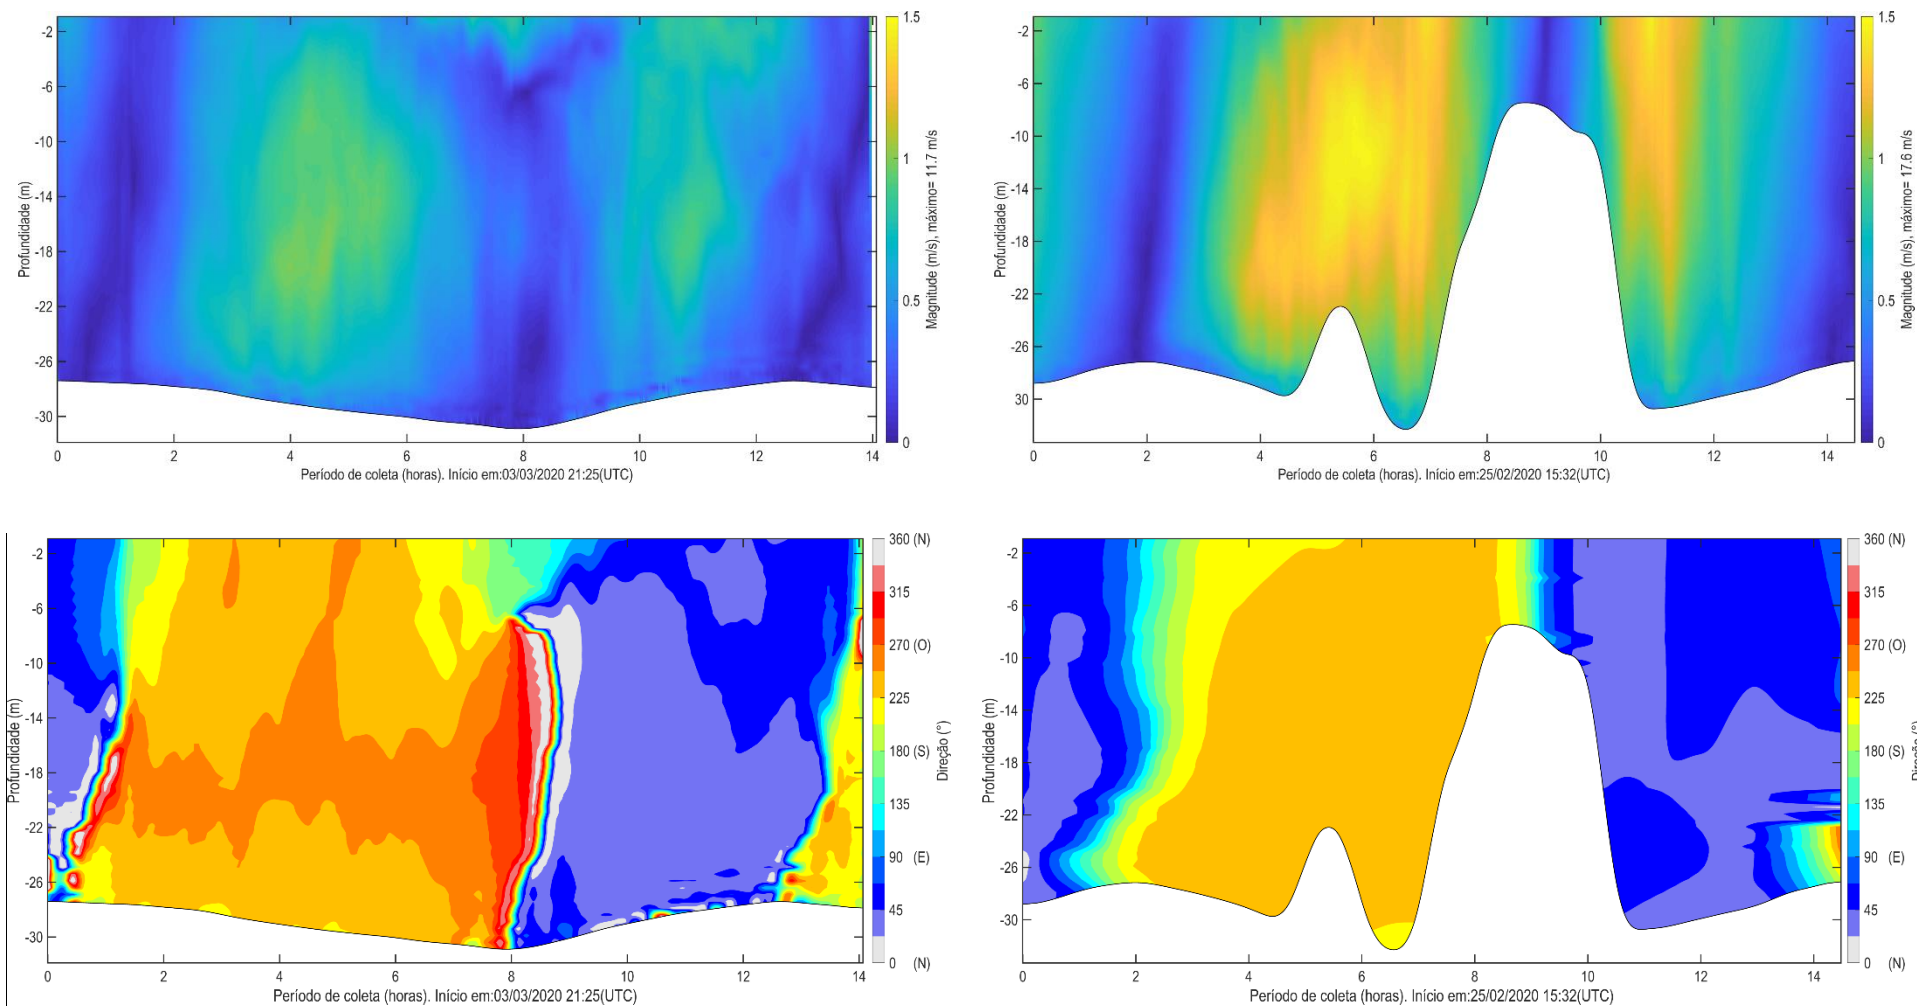 -2
-6
-10
-14
-18
-22
-26
-30
Profundidade (m)
0 2 4 6 8 10 12 14
Período de coleta (horas). Início em:03/03/2020 21:25(UTC)
1.5
1
0.5
0
Magnitude (m/s), máximo= 11.7 m/s
-2
-6
-10
-14
-18
-22
-26
30
Profundidade (m)
0 2 4 6 8 10 12 14
Período de coleta (horas). Início em:25/02/2020 15:32(UTC)
1.5
1
0.5
0
Magnitude (m/s), máximo= 17.6 m/s
-2
-6
-10
-14
-18
-22
-26
-30
Profundidade (m)
0 2 4 6 8 10 12 14
Período de coleta (horas). Início em:03/03/2020 21:25(UTC)
360 (N)
315
270 (O)
225
180 (S)
135
90 (E)
45
0 (N)
Direção (°)
-2
-6
-10
-14
-18
-22
-26
-30
Profundidade (m)
0 2 4 6 8 10 12 14
Período de coleta (horas). Início em:25/02/2020 15:32(UTC)
360 (N)
315
270 (O)
225
180 (S)
135
90 (E)
45
0 (N)
Direção (°)